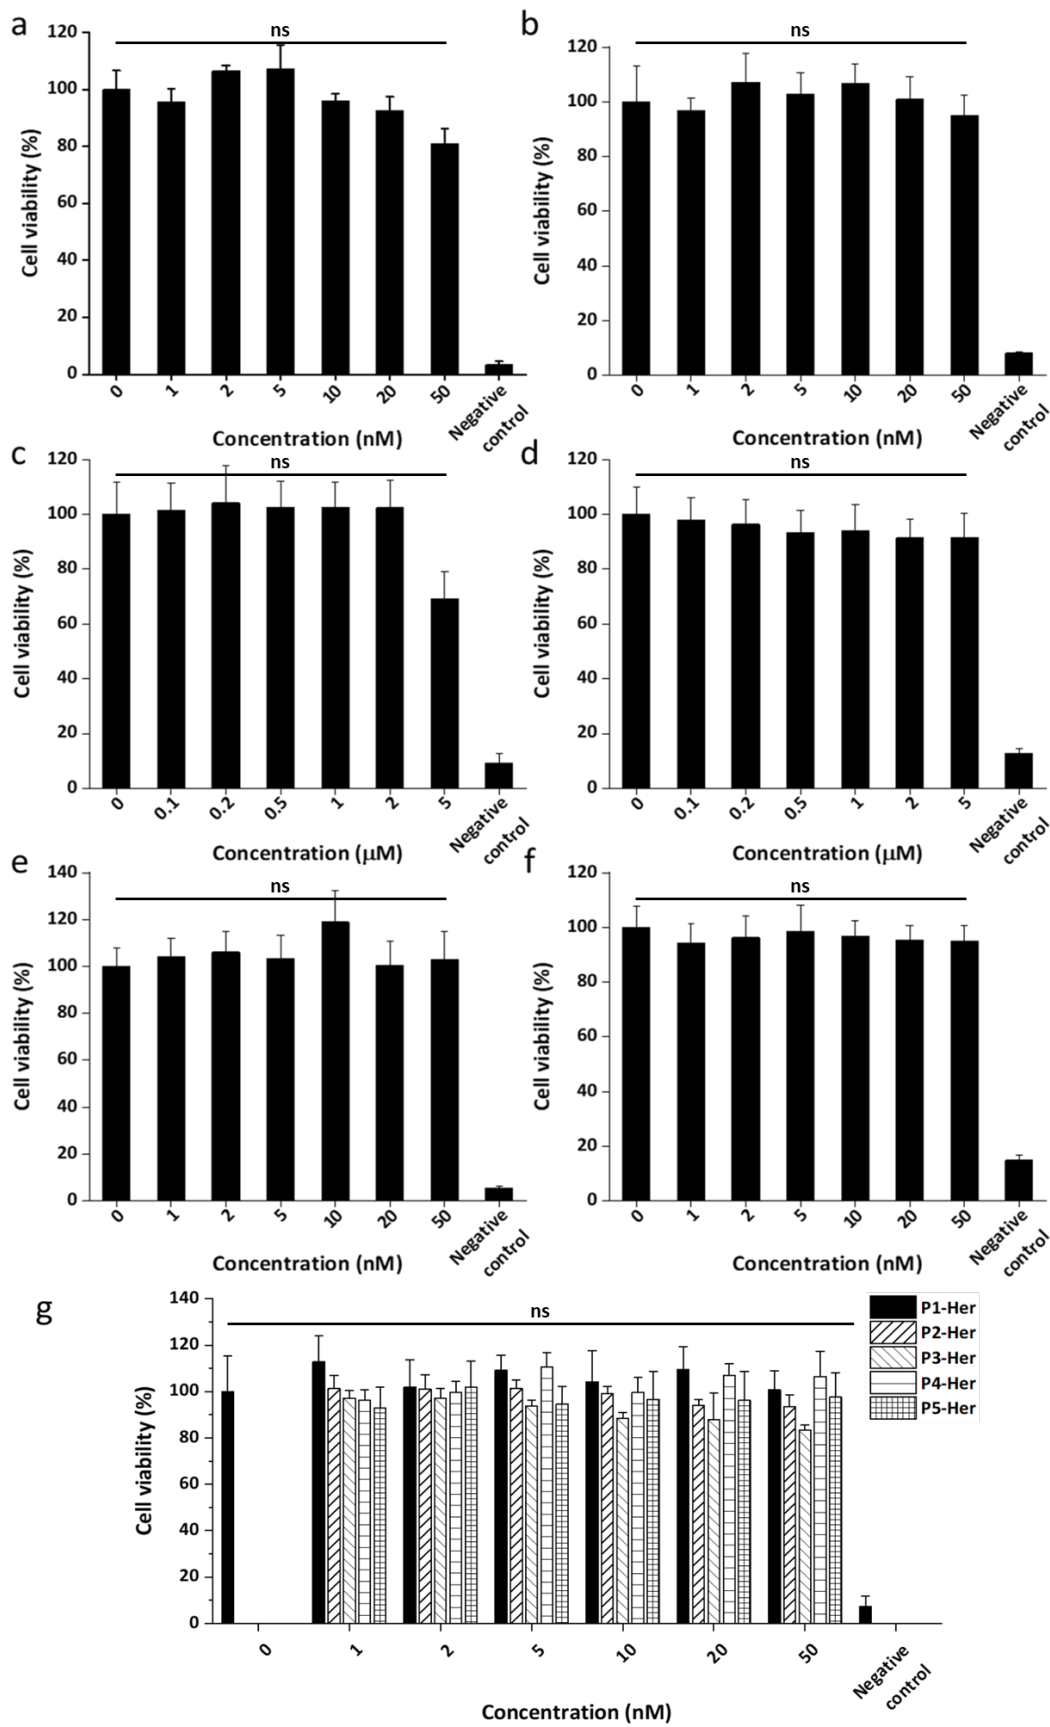 a
ns
120
100
80
60
40
20
0
Cell viability (%)
0 1 2 5 10 20 50 Negative control
Concentration (nM)
b
ns
120
100
80
60
40
20
0
Cell viability (%)
0 1 2 5 10 20 50 Negative control
Concentration (nM)
c
ns
120
100
80
60
40
20
0
Cell viability (%)
0 0.1 0.2 0.5 1 2 5 Negative control
Concentration (μM)
d
ns
120
100
80
60
40
20
0
Cell viability (%)
0 0.1 0.2 0.5 1 2 5 Negative control
Concentration (μM)
e
ns
140
120
100
80
60
40
20
0
Cell viability (%)
0 1 2 5 10 20 50 Negative control
Concentration (nM)
f
ns
120
100
80
60
40
20
0
Cell viability (%)
0 1 2 5 10 20 50 Negative control
Concentration (nM)
g
ns
140
120
100
80
60
40
20
0
Cell viability (%)
P1-Her
P2-Her
P3-Her
P4-Her
P5-Her
0 1 2 5 10 20 50 Negative control
Concentration (nM)